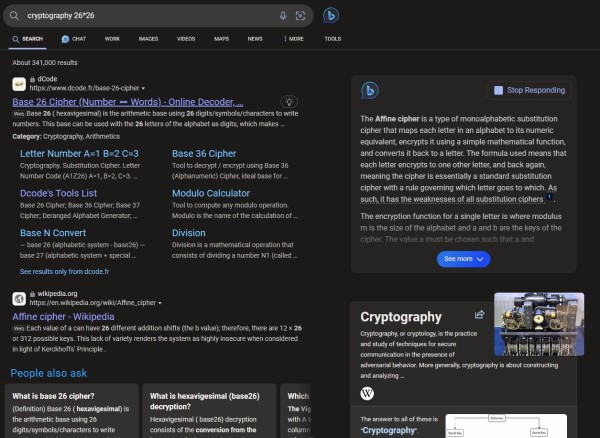 cryptography 26*26
SEARCH
CHAT
WORK
IMAGES
VIDEOS
MAPS
NEWS
MORE
TOOLS
About 341,000 results
dCode
https://www.dcode.fr/base-26-cipher
Base 26 Cipher (Number ⟷ Words) - Online Decoder, ...
Web Base 26 ( hexavigesimal) is the arithmetic base using 26 digits/symbols/characters to write
numbers. This base can be used with the 26 letters of the alphabet as digits, which makes ...
Category: Cryptography, Arithmetics
Letter Number A=1 B=2 C=3
Cryptography. Substitution Cipher. Letter
Number Code (A1Z26) A=1, B=2, C=3. ...
Base 36 Cipher
Tool to decrypt / encrypt using Base 36
(Alphanumeric) Cipher, ideal base for ...
Dcode's Tools List
Base 26 Cipher; Base 36 Cipher; Base 37
Cipher; Deranged Alphabet Generator; ...
Modulo Calculator
Tool to compute any modulo operation.
Modulo is the name of the calculation of ...
Base N Convert
— base 26 (alphabetic system - base26) —
base 27 (alphabetic system + special ...
Division
Division is a mathematical operation that
consists of dividing a number N1 (called ...
See results only from dcode.fr
wikipedia.org
https://en.wikipedia.org/wiki/Affine_cipher
Affine cipher - Wikipedia
Web Each value of a can have 26 different addition shifts (the b value); therefore, there are 12 × 26
or 312 possible keys. This lack of variety renders the system as highly insecure when considered
in light of Kerckhoffs' Principle .
People also ask
What is base 26 cipher?
(Definition) Base 26 ( hexavigesimal) is
the arithmetic base using 26
digits/symbols/characters to write
What is hexavigesimal (base26)
decryption?
Hexavigesimal ( base26) decryption
consists of the conversion from the
Which
The Vig
With a t
column
Stop Responding
The Affine cipher is a type of monoalphabetic substitution
cipher that maps each letter in an alphabet to its numeric
equivalent, encrypts it using a simple mathematical function,
and converts it back to a letter. The formula used means that
each letter encrypts to one other letter, and back again,
meaning the cipher is essentially a standard substitution
cipher with a rule governing which letter goes to which. As
such, it has the weaknesses of all substitution ciphers 1.
The encryption function for a single letter is where modulus
m is the size of the alphabet and a and b are the keys of the
cipher. The value a must be chosen such that a and
See more
Cryptography
Cryptography, or cryptology, is the practice
and study of techniques for secure
communication in the presence of
adversarial behavior. More generally, cryptography is about constructing
and analyzing ...
W
The answer to all of these is
"Cryptography".